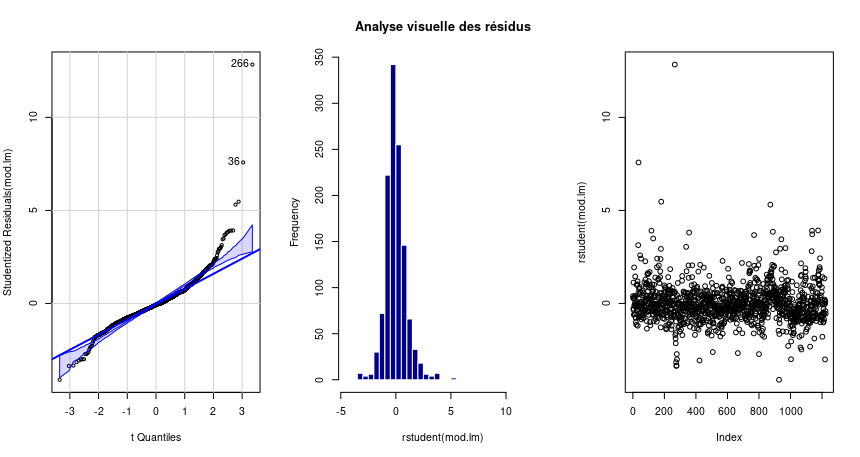 Analyse visuelle des résidus
Studentized Residuals(mod.lm)
10
5
0
266
36
-3 -2 -1 0 1 2 3
t Quantiles
Frequency
350
300
250
200
150
100
50
0
-5 0 5 10
rstudent(mod.lm)
rstudent(mod.lm)
10
5
0
0 200 400 600 800 1000
Index